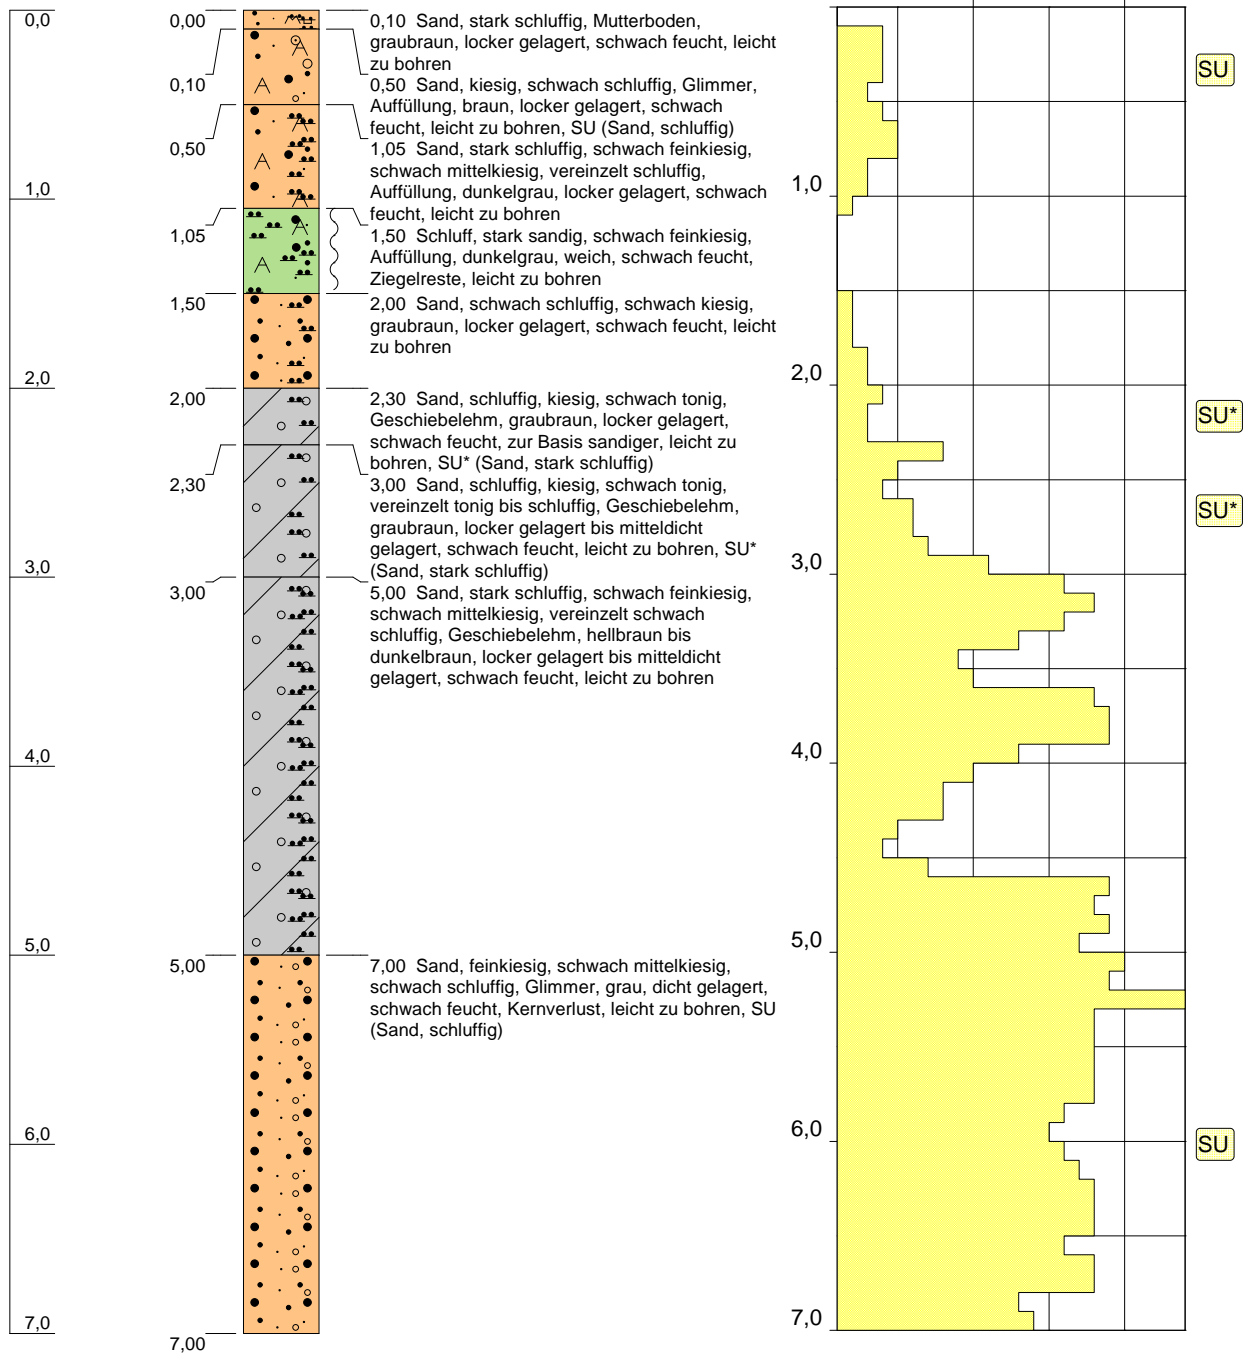 0,0
0,00
0,10 Sand, stark schluffig, Mutterboden,
graubraun, locker gelagert, schwach feucht, leicht
zu bohren
0,10
0,50 Sand, kiesig, schwach schluffig, Glimmer,
Auffüllung, braun, locker gelagert, schwach
feucht, leicht zu bohren, SU (Sand, schluffig)
0,50
1,05 Sand, stark schluffig, schwach feinkiesig,
schwach mittelkiesig, vereinzelt schluffig,
Auffüllung, dunkelgrau, locker gelagert, schwach
feucht, leicht zu bohren
1,0
1,05
1,50 Schluff, stark sandig, schwach feinkiesig,
Auffüllung, dunkelgrau, weich, schwach feucht,
Ziegelreste, leicht zu bohren
1,50
2,00 Sand, schwach schluffig, schwach kiesig,
graubraun, locker gelagert, schwach feucht, leicht
zu bohren
2,0
2,00
2,30 Sand, schluffig, kiesig, schwach tonig,
Geschiebelehm, graubraun, locker gelagert,
schwach feucht, zur Basis sandiger, leicht zu
bohren, SU* (Sand, stark schluffig)
2,30
3,00 Sand, schluffig, kiesig, schwach tonig,
vereinzelt tonig bis schluffig, Geschiebelehm,
graubraun, locker gelagert bis mitteldicht
gelagert, schwach feucht, leicht zu bohren, SU*
(Sand, stark schluffig)
3,0
3,00
5,00 Sand, stark schluffig, schwach feinkiesig,
schwach mittelkiesig, vereinzelt schwach
schluffig, Geschiebelehm, hellbraun bis
dunkelbraun, locker gelagert bis mitteldicht
gelagert, schwach feucht, leicht zu bohren
4,0
5,0
5,00
7,00 Sand, feinkiesig, schwach mittelkiesig,
schwach schluffig, Glimmer, grau, dicht gelagert,
schwach feucht, Kernverlust, leicht zu bohren, SU
(Sand, schluffig)
6,0
7,0
7,00
1,0
2,0
3,0
4,0
5,0
6,0
7,0
SU
SU*
SU*
SU